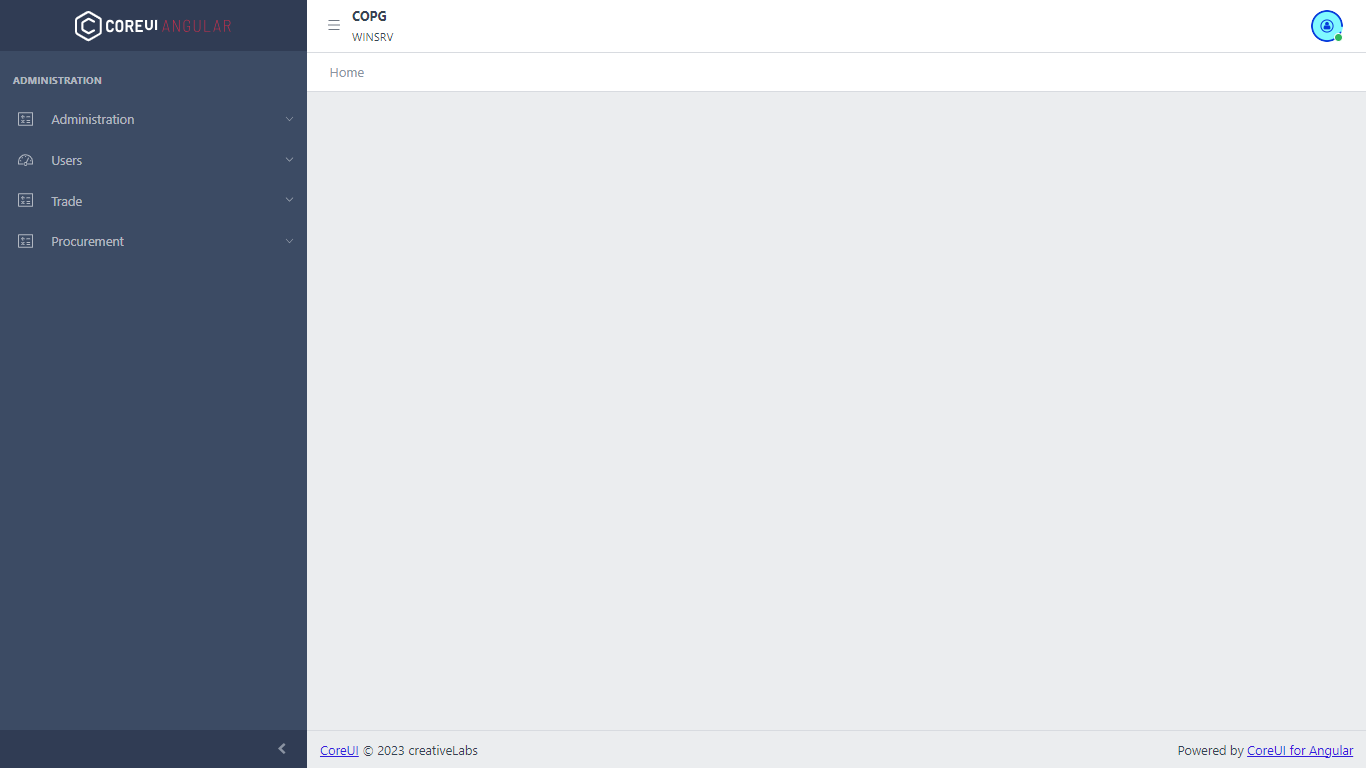 COREUI ANGULAR
COPG
WINSRV
Home
ADMINISTRATION
Administration
Users
Trade
Procurement
CoreUI © 2023 creativeLabs
Powered by CoreUI for Angular